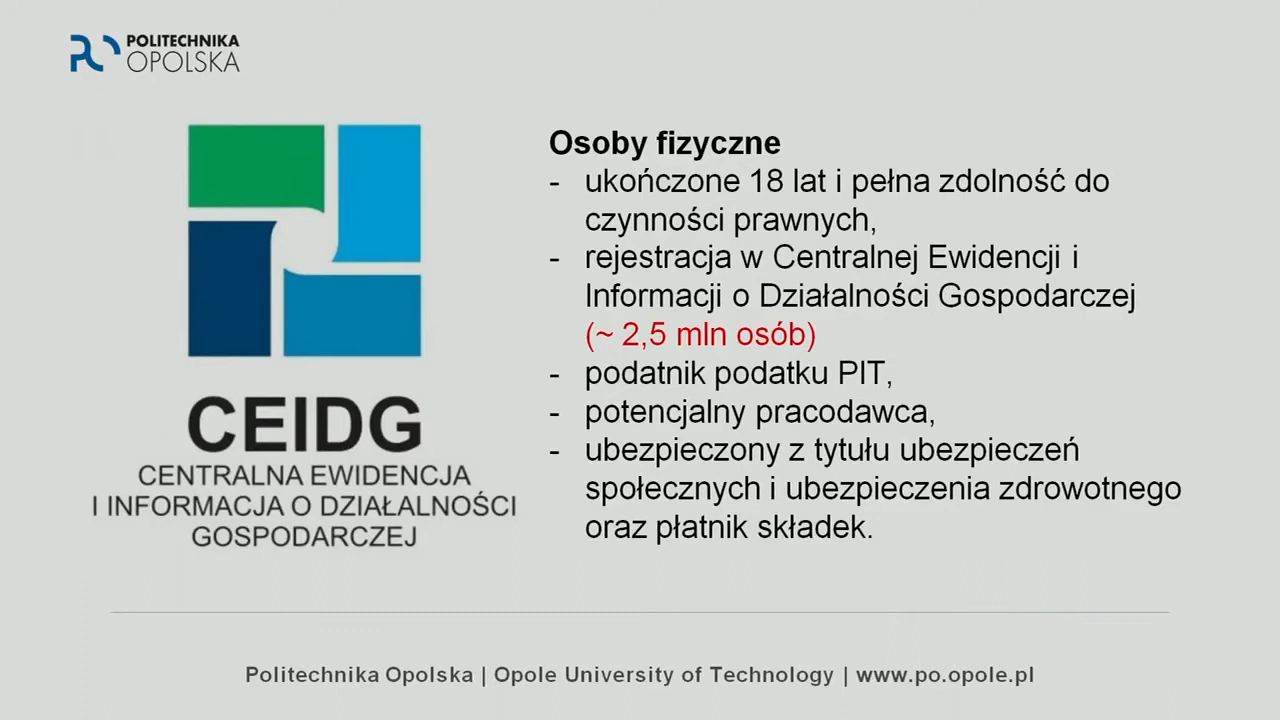 POLITECHNIKA
OPOLSKA
CEIDG
CENTRALNA EWIDENCJA
I INFORMACJA O DZIAŁALNOŚCI
GOSPODARCZEJ
Osoby fizyczne
- ukończone 18 lat i pełna zdolność do
czynności prawnych,
- rejestracja w Centralnej Ewidencji i
Informacji o Działalności Gospodarczej
(~ 2,5 mln osób)
- podatnik podatku PIT,
- potencjalny pracodawca,
- ubezpieczony z tytułu ubezpieczeń
społecznych i ubezpieczenia zdrowotnego
oraz płatnik składek.
Politechnika Opolska | Opole University of Technology | www.po.opole.pl